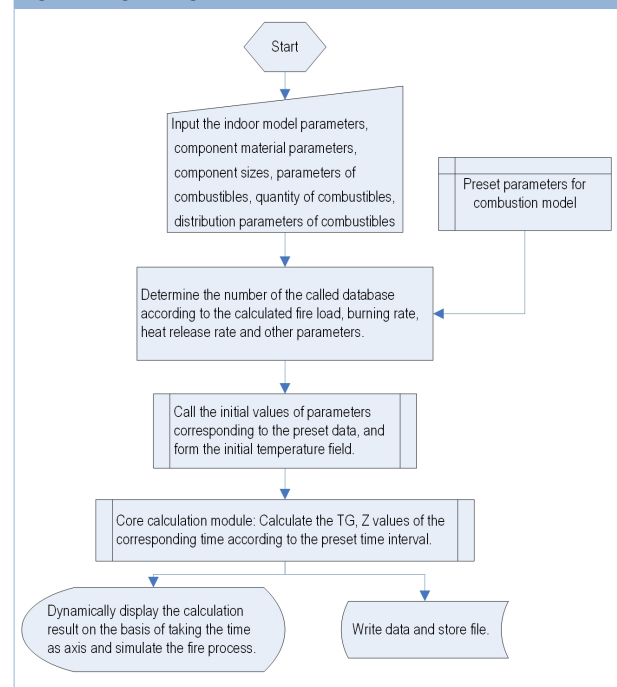 Start
Input the indoor model parameters,
component material parameters,
component sizes, parameters of
combustibles, quantity of combustibles,
distribution parameters of combustibles
Preset parameters for
combustion model
Determine the number of the called database
according to the calculated fire load, burning rate,
heat release rate and other parameters.
Call the initial values of parameters
corresponding to the preset data, and
form the initial temperature field.
Core calculation module: Calculate the TG, Z values of the
corresponding time according to the preset time interval.
Dynamically display the calculation
result on the basis of taking the time
as axis and simulate the fire process.
Write data and store file.